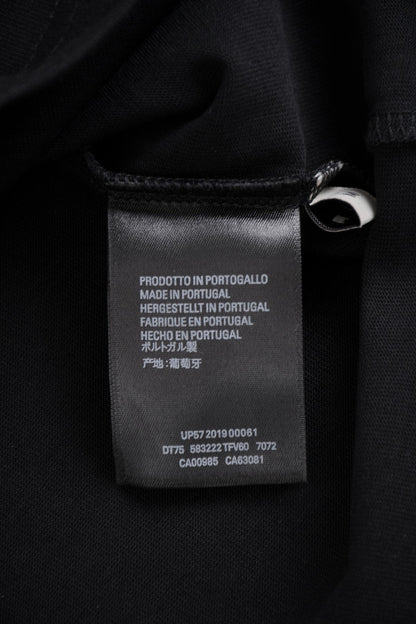 PRODOTTO IN PORTOGALLO
MADE IN PORTUGAL
HERGESTELLT IN PORTUGAL
FABRIQUE EN PORTUGAL
HECHO EN PORTUGAL
ポルトガル製
产地:葡萄牙
UP57 2019 00061
DT75 583222 TFV60 7072
CA00985 CA63081